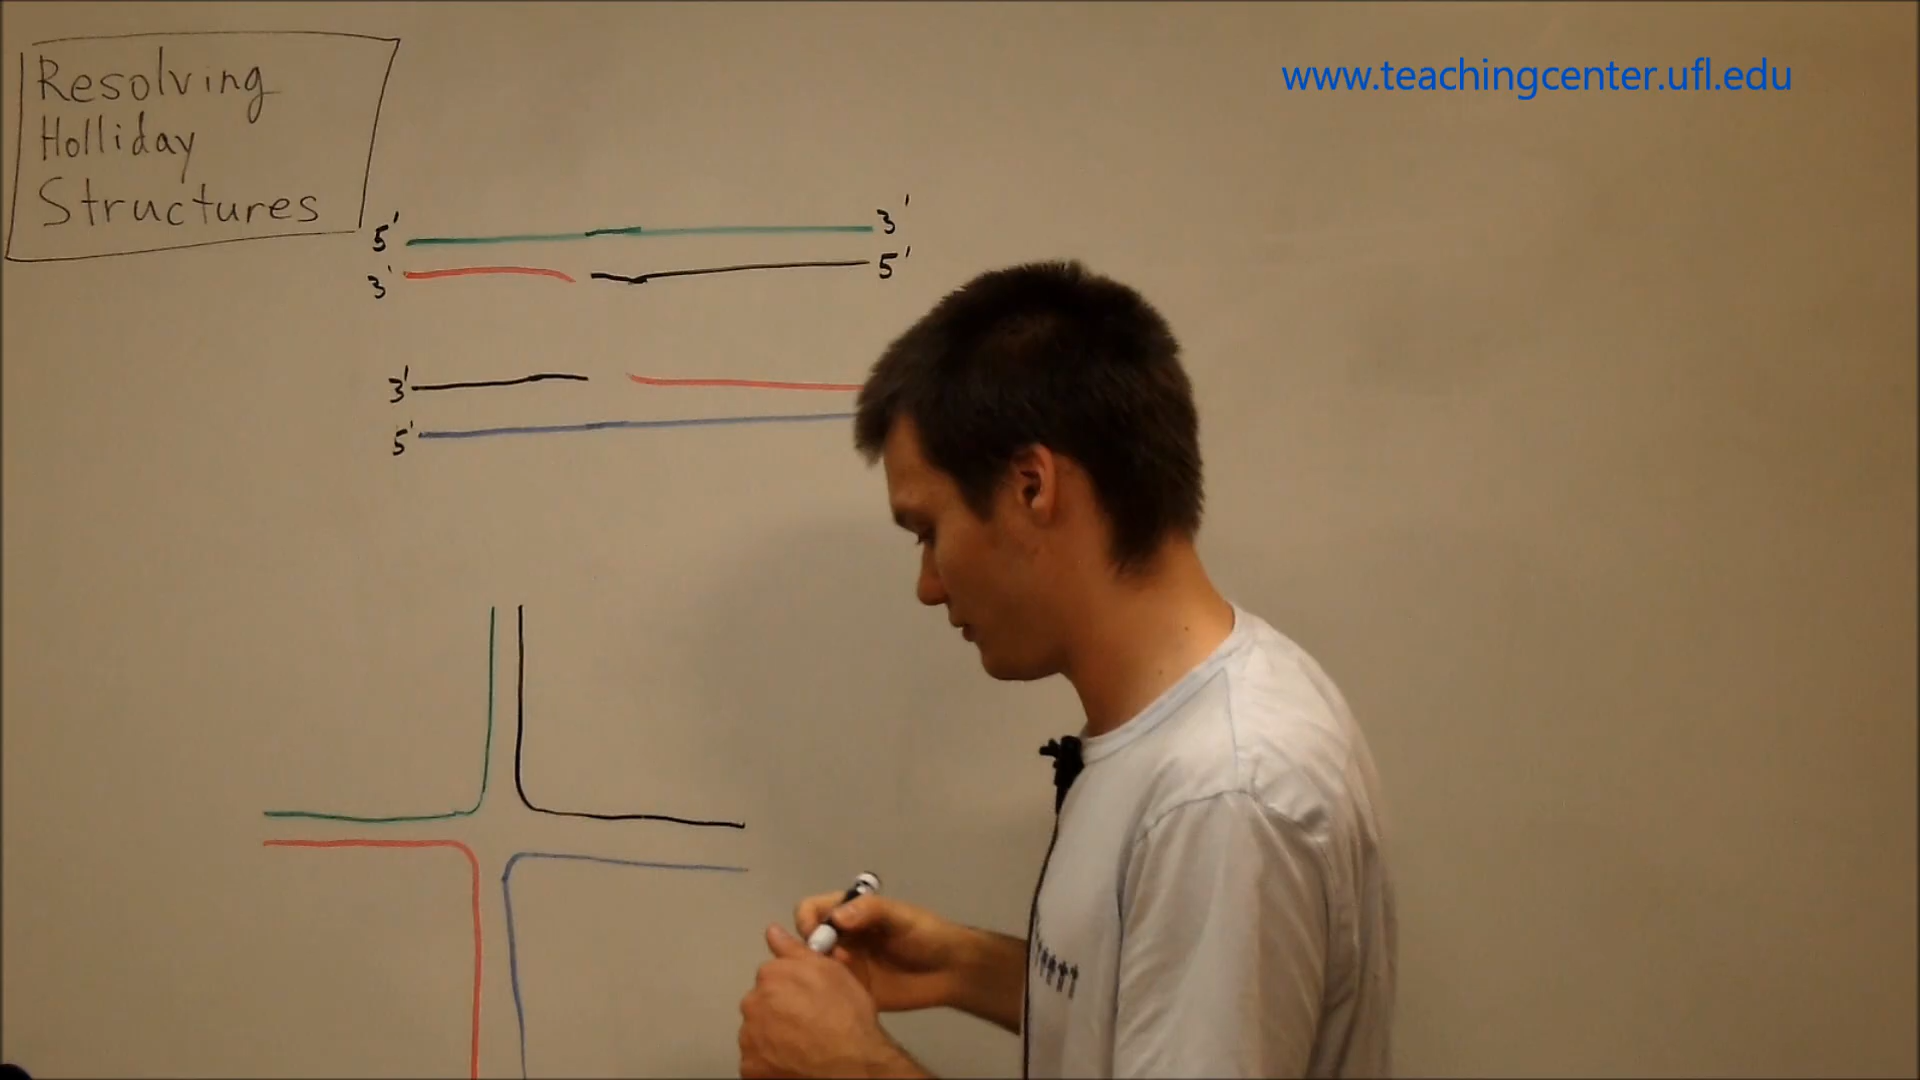 Resolving
Holliday
Structures
www.teachingcenter.ufl.edu
5' 3'
3' 5'
3'
5'